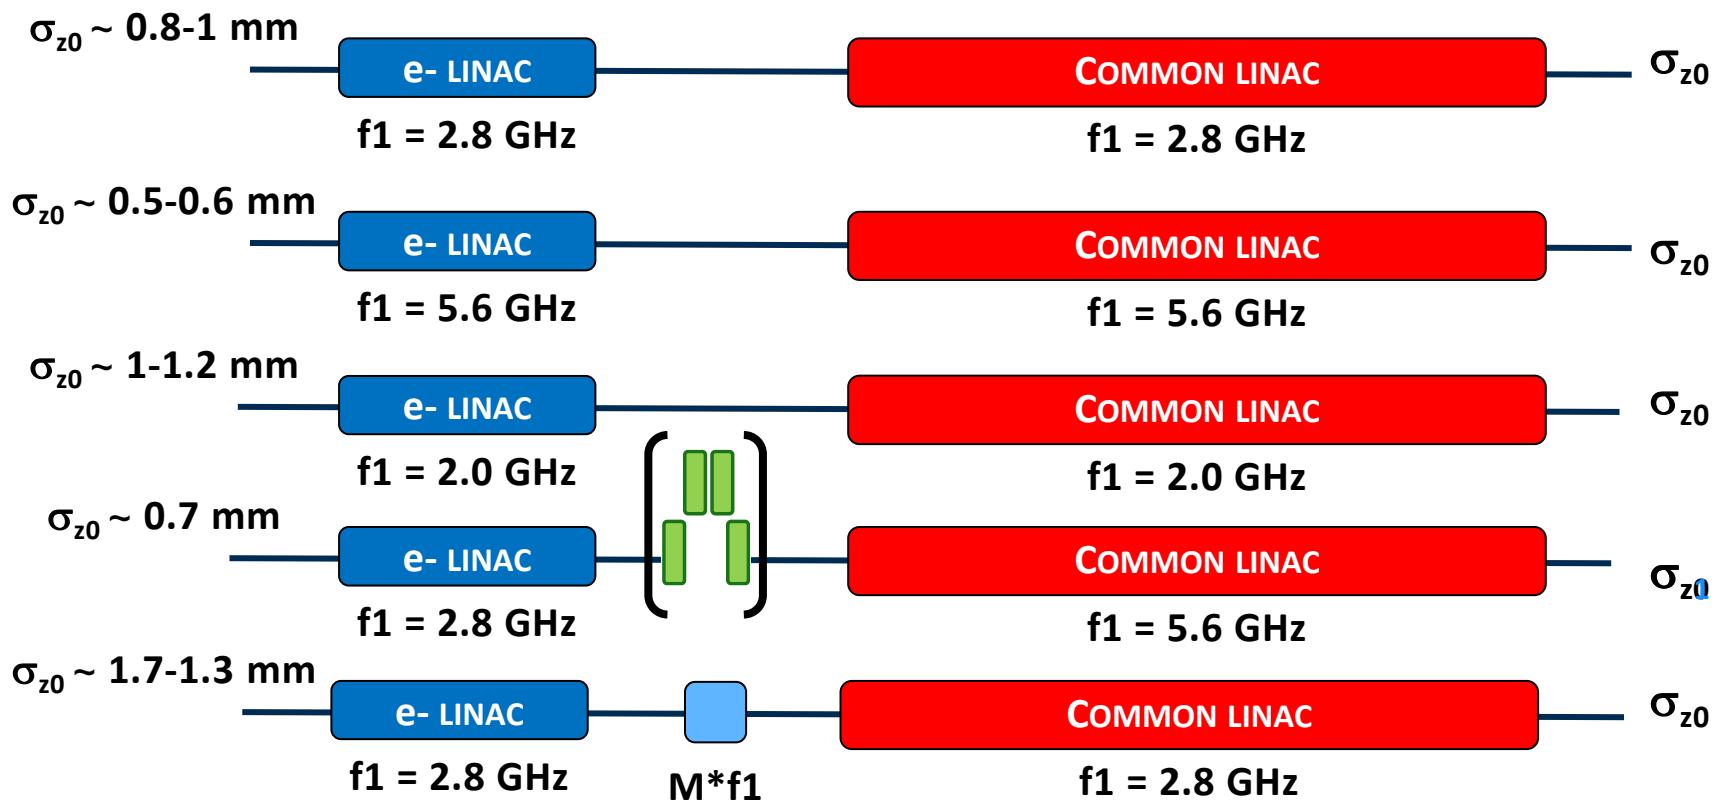 σz0 ~ 0.8-1 mm
e- LINAC
COMMON LINAC
σz0
f1 = 2.8 GHz
f1 = 2.8 GHz
σz0 ~ 0.5-0.6 mm
e- LINAC
COMMON LINAC
σz0
f1 = 5.6 GHz
f1 = 5.6 GHz
σz0 ~ 1-1.2 mm
e- LINAC
COMMON LINAC
σz0
f1 = 2.0 GHz
f1 = 2.0 GHz
σz0 ~ 0.7 mm
e- LINAC
COMMON LINAC
σz
f1 = 2.8 GHz
f1 = 5.6 GHz
σz0 ~ 1.7-1.3 mm
e- LINAC
COMMON LINAC
σz0
f1 = 2.8 GHz
M*f1
f1 = 2.8 GHz